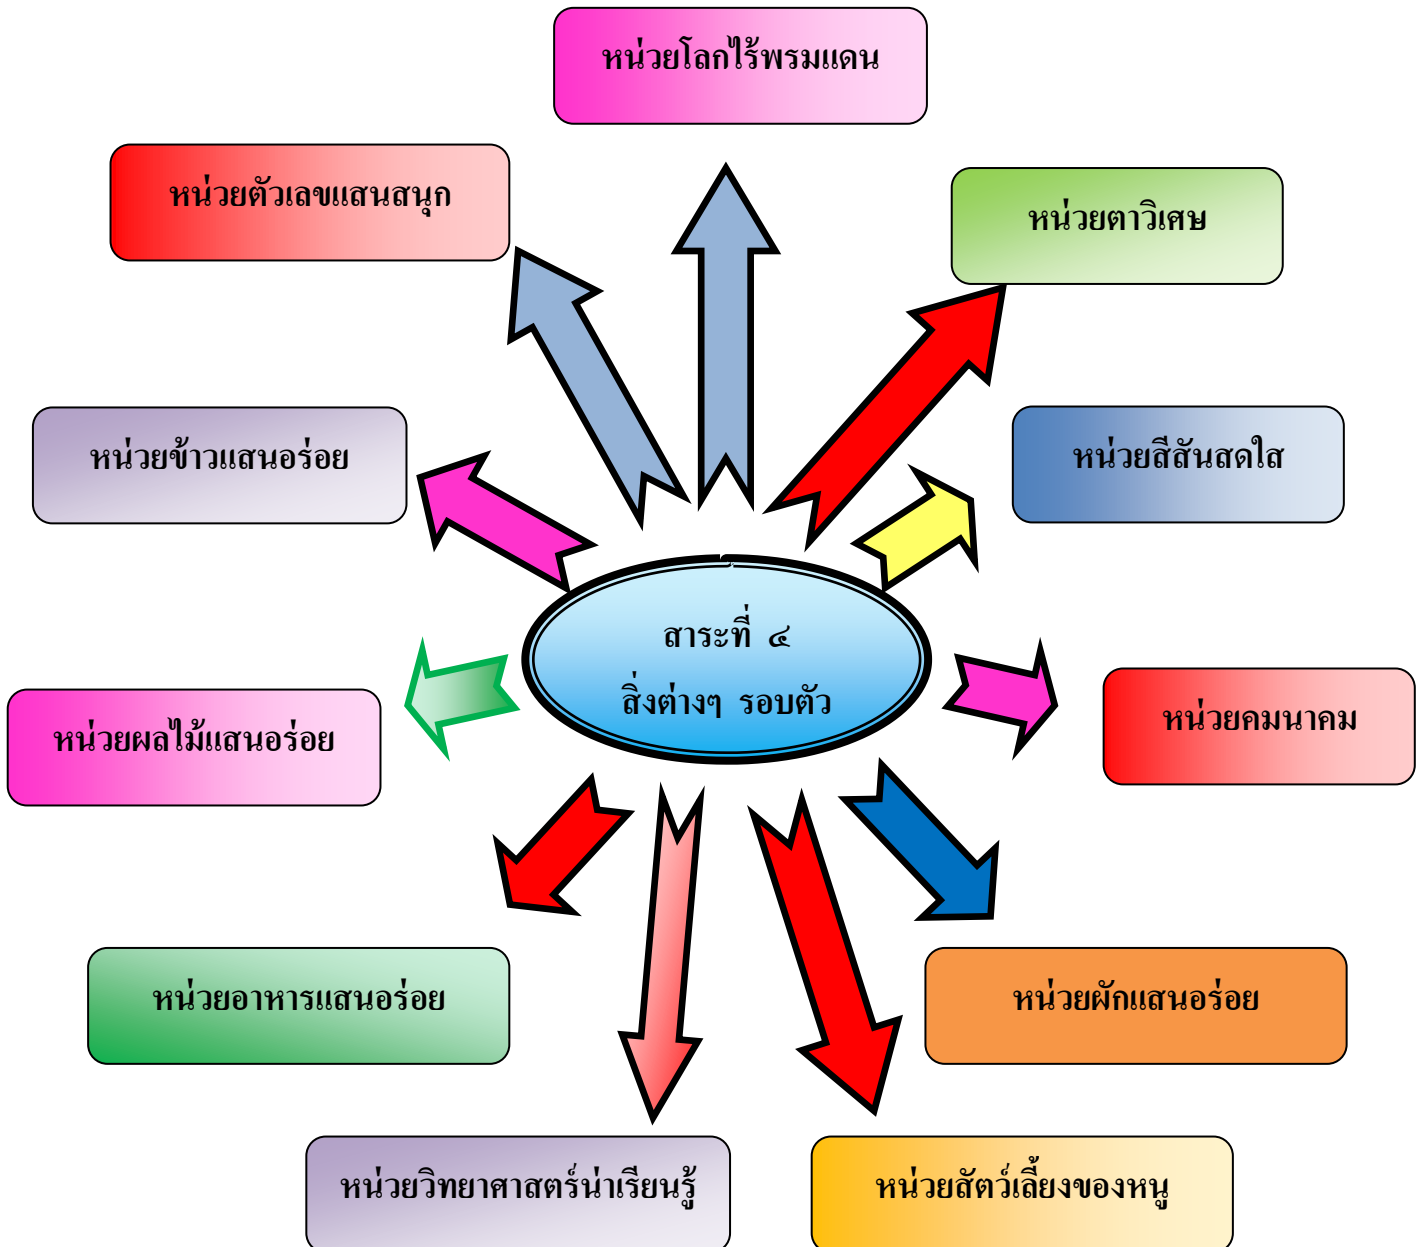 หน่วยโลกไร้พรมแดน
หน่วยตัวเลขแสนสนุก
หน่วยตาวิเศษ
หน่วยข้าวแสนอร่อย
หน่วยสีสันสดใส
สาระที่ ๔
สิ่งต่างๆ รอบตัว
หน่วยผลไม้แสนอร่อย
หน่วยคมนาคม
หน่วยอาหารแสนอร่อย
หน่วยผักแสนอร่อย
หน่วยวิทยาศาสตร์น่าเรียนรู้
หน่วยสัตว์เลี้ยงของหนู